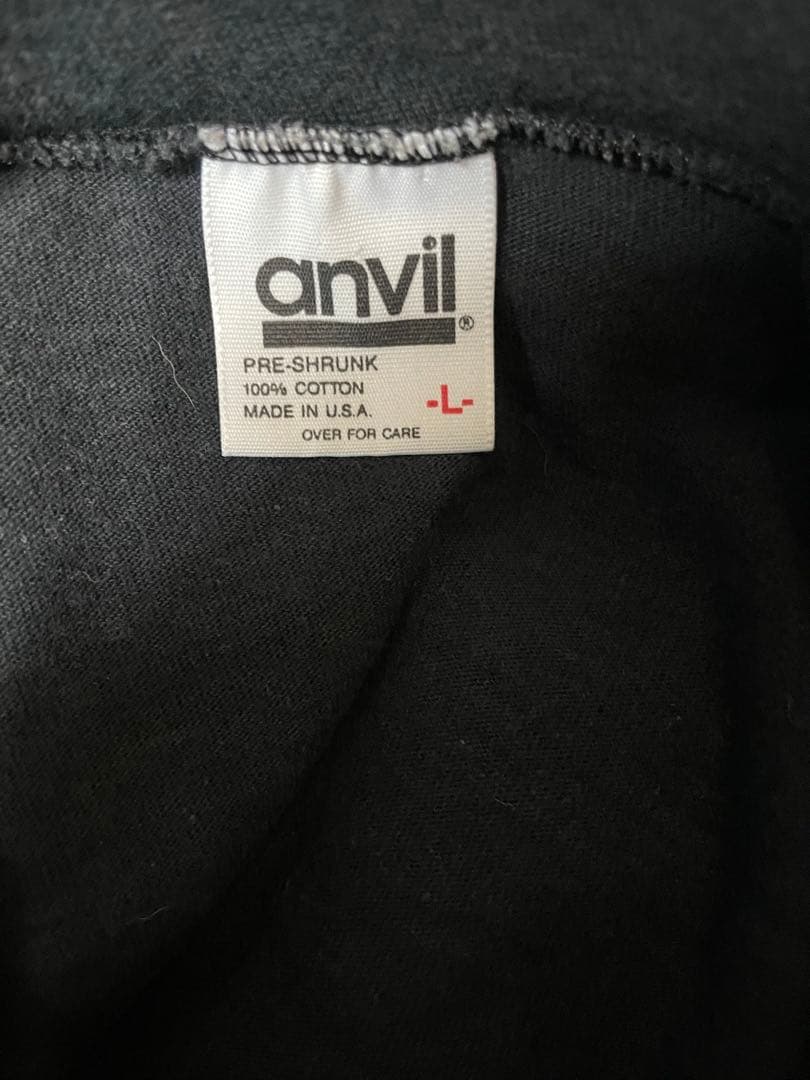 anvil®
PRE-SHRUNK
100% COTTON
MADE IN U.S.A.
-L-
OVER FOR CARE